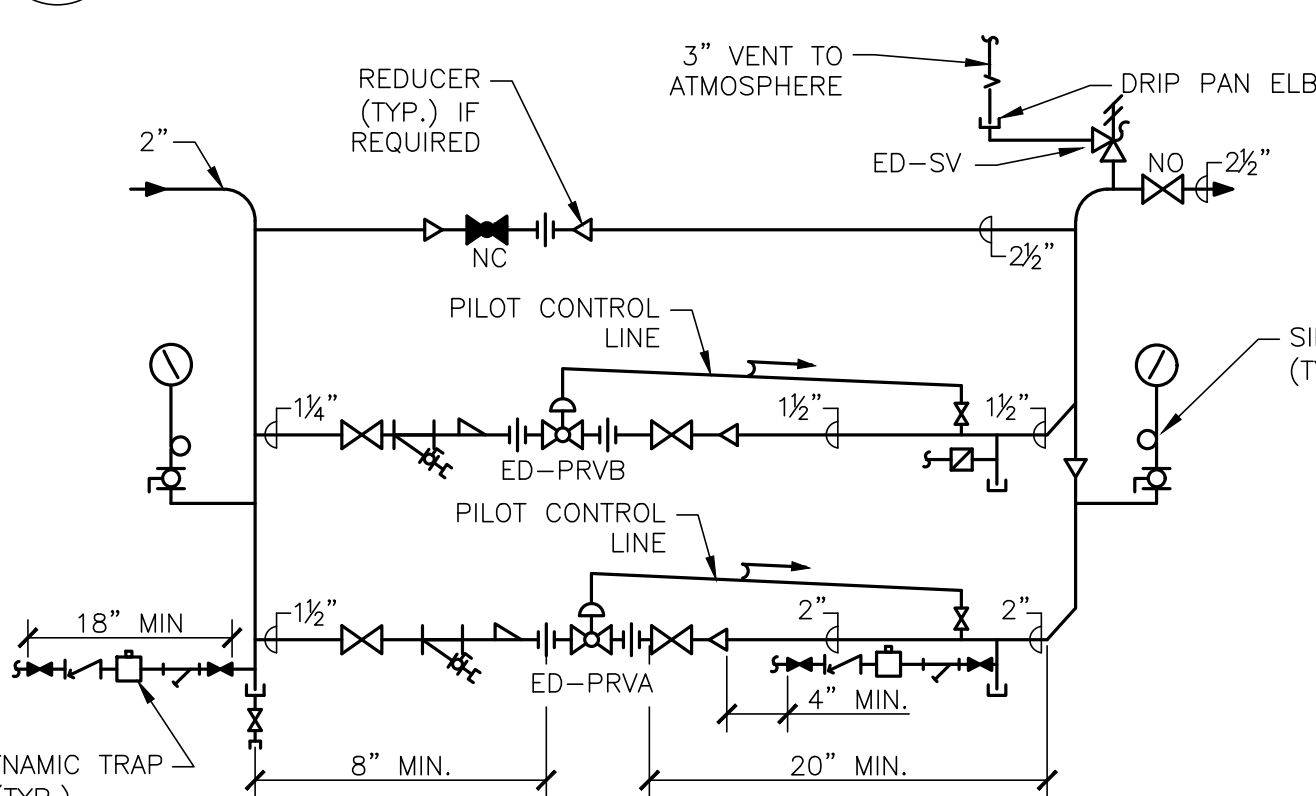 3” VENT TO
ATMOSPHERE
REDUCER
(TYP.) IF
REQUIRED
DRIP PAN ELB
2”
ED-SV
NO
2½”
NC
2½”
PILOT CONTROL
LINE
1¼”
1½”
1½”
ED-PRVB
PILOT CONTROL
LINE
1½”
2”
2”
18” MIN
ED-PRVA
4” MIN.
8” MIN.
20” MIN.
TRAP
(TYP.)